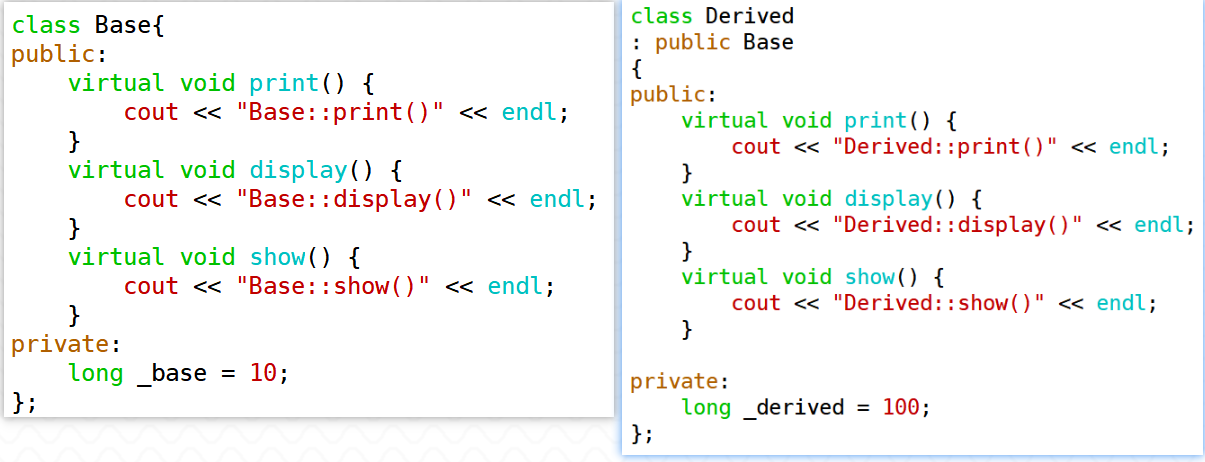 class Base{
public:
    virtual void print() {
        cout << "Base::print()" << endl;
    }
    virtual void display() {
        cout << "Base::display()" << endl;
    }
    virtual void show() {
        cout << "Base::show()" << endl;
    }
private:
    long _base = 10;
};
class Derived
: public Base
{
public:
    virtual void print() {
        cout << "Derived::print()" << endl;
    }
    virtual void display() {
        cout << "Derived::display()" << endl;
    }
    virtual void show() {
        cout << "Derived::show()" << endl;
    }
private:
    long _derived = 100;
};